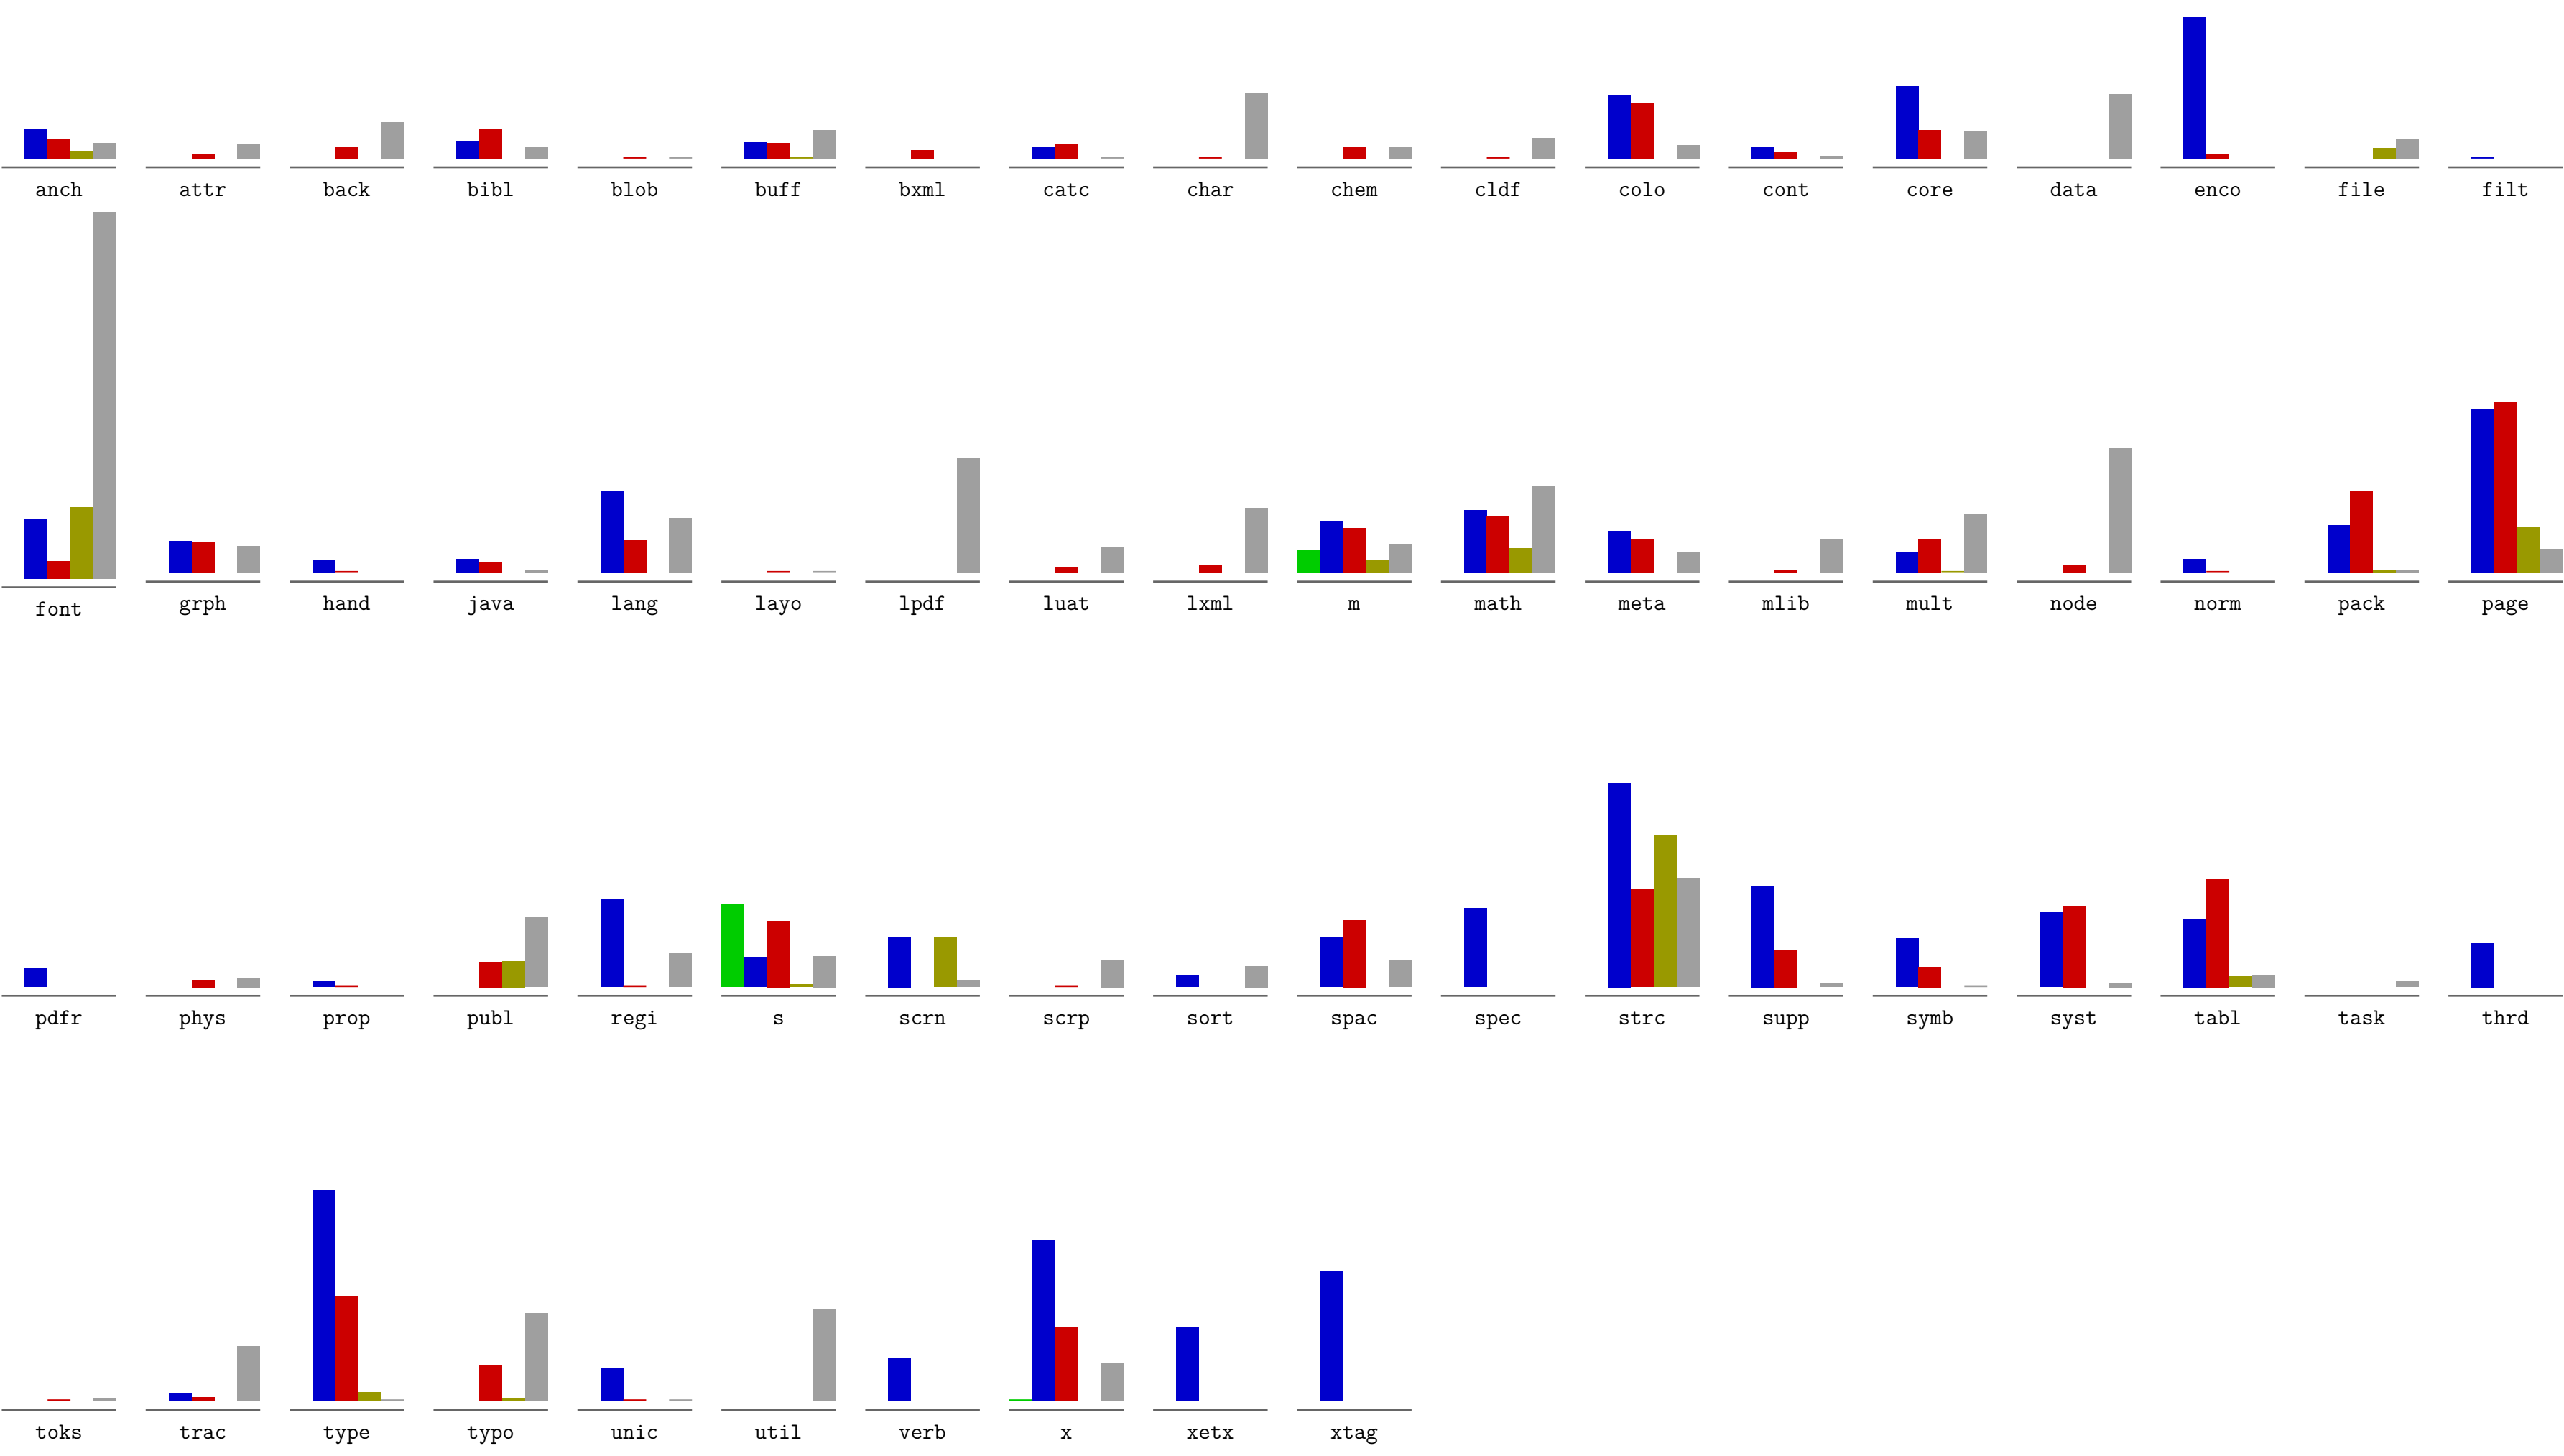 anch attr back bibl blob buff bxml catc char chem cldf colo cont core data enco file filt
font grph hand java lang layo lpdf luat lxml m math meta mlib mult node norm pack page
pdfr phys prop publ regi s scrn scrp sort spac spec strc supp symb syst tabl task thrd
toks trac type typo unic util verb x xetx xtag